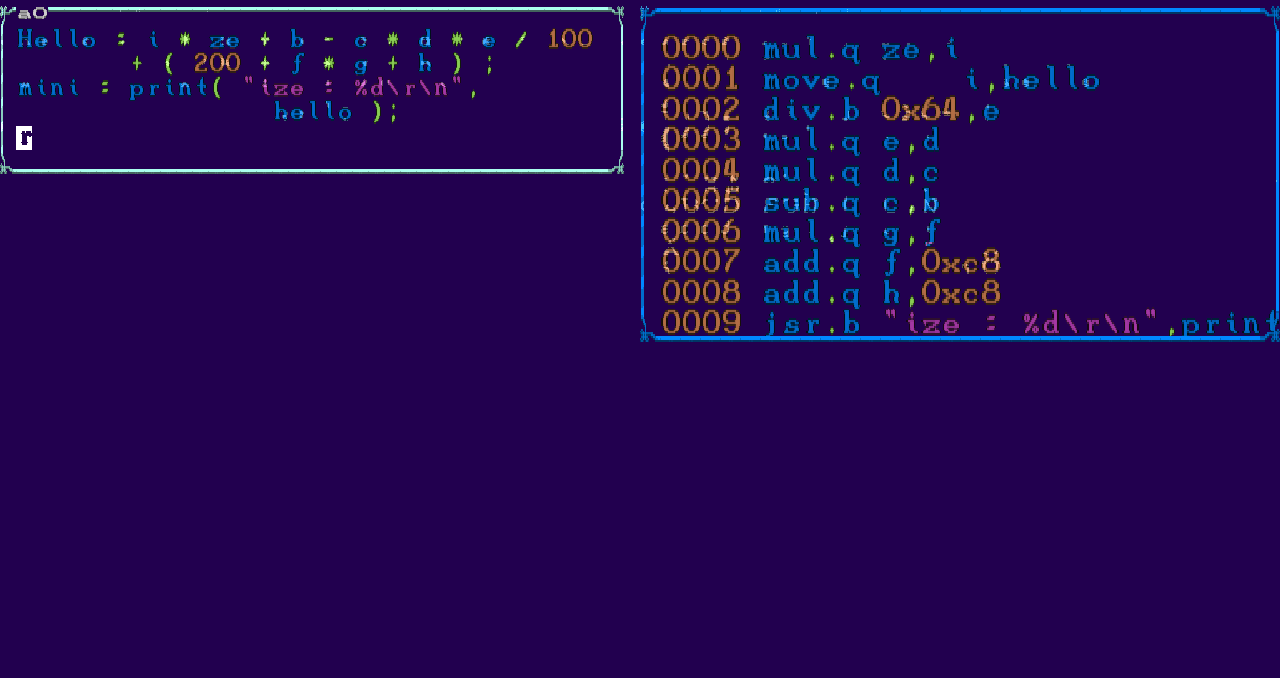 aO
Hello : i * ze + b - c * d * e / 100
+ ( 200 + f * g + h ) ;
mini : print( "ize : %d\r\n",
hello );
r
0000 mul.q ze,i
0001 move.q i,hello
0002 div.b 0x64,e
0003 mul.q e,d
0004 mul.q d,c
0005 sub.q c,b
0006 mul.q g,f
0007 add.q f,0xc8
0008 add.q h,0xc8
0009 jsr.b "ize : %d\r\n",print